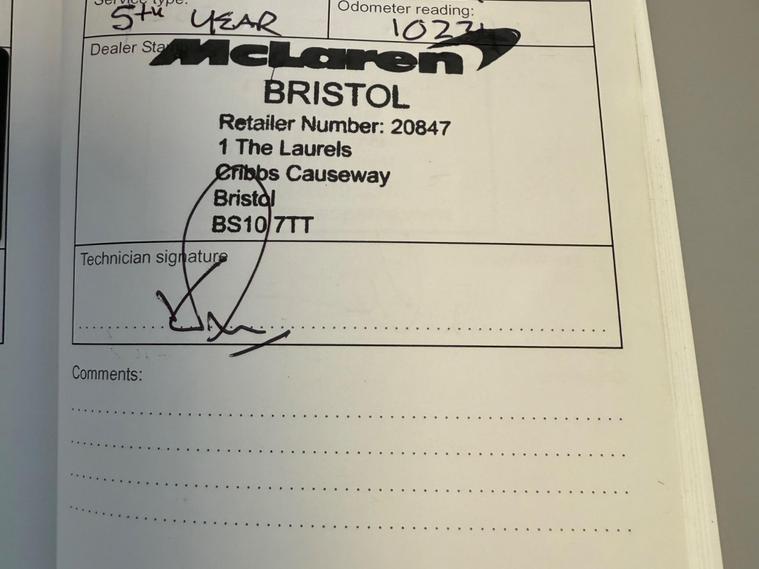 Service type:
5th YEAR
Odometer reading:
Dealer Sta
McLaren
BRISTOL
Retailer Number: 20847
1 The Laurels
Cribbs Causeway
Bristol
BS10 7TT
Technician signature
Comments: